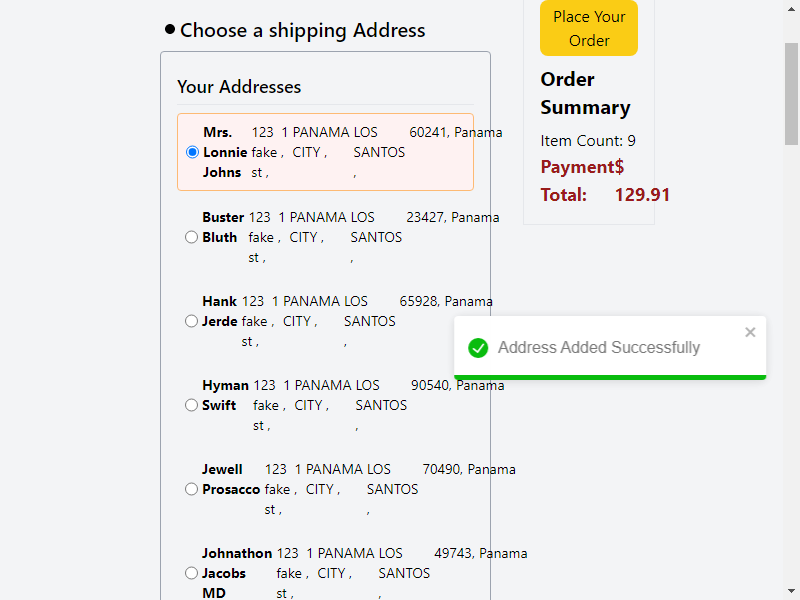 Choose a shipping Address
Your Addresses
Mrs. Lonnie Johns
123 fake st ,
1 PANAMA CITY ,
LOS SANTOS ,
60241, Panama
Buster Bluth
123 fake st ,
1 PANAMA CITY ,
LOS SANTOS ,
23427, Panama
Hank Jerde
123 fake st ,
1 PANAMA CITY ,
LOS SANTOS ,
65928, Panama
Hyman Swift
123 fake st ,
1 PANAMA CITY ,
LOS SANTOS ,
90540, Panama
Jewell Prosacco
123 fake st ,
1 PANAMA CITY ,
LOS SANTOS ,
70490, Panama
Johnathon Jacobs MD
123 fake st ,
1 PANAMA CITY ,
LOS SANTOS ,
49743, Panama
Place Your
Order
Order
Summary
Item Count: 9
Payment Total:
$ 129.91
Address Added Successfully